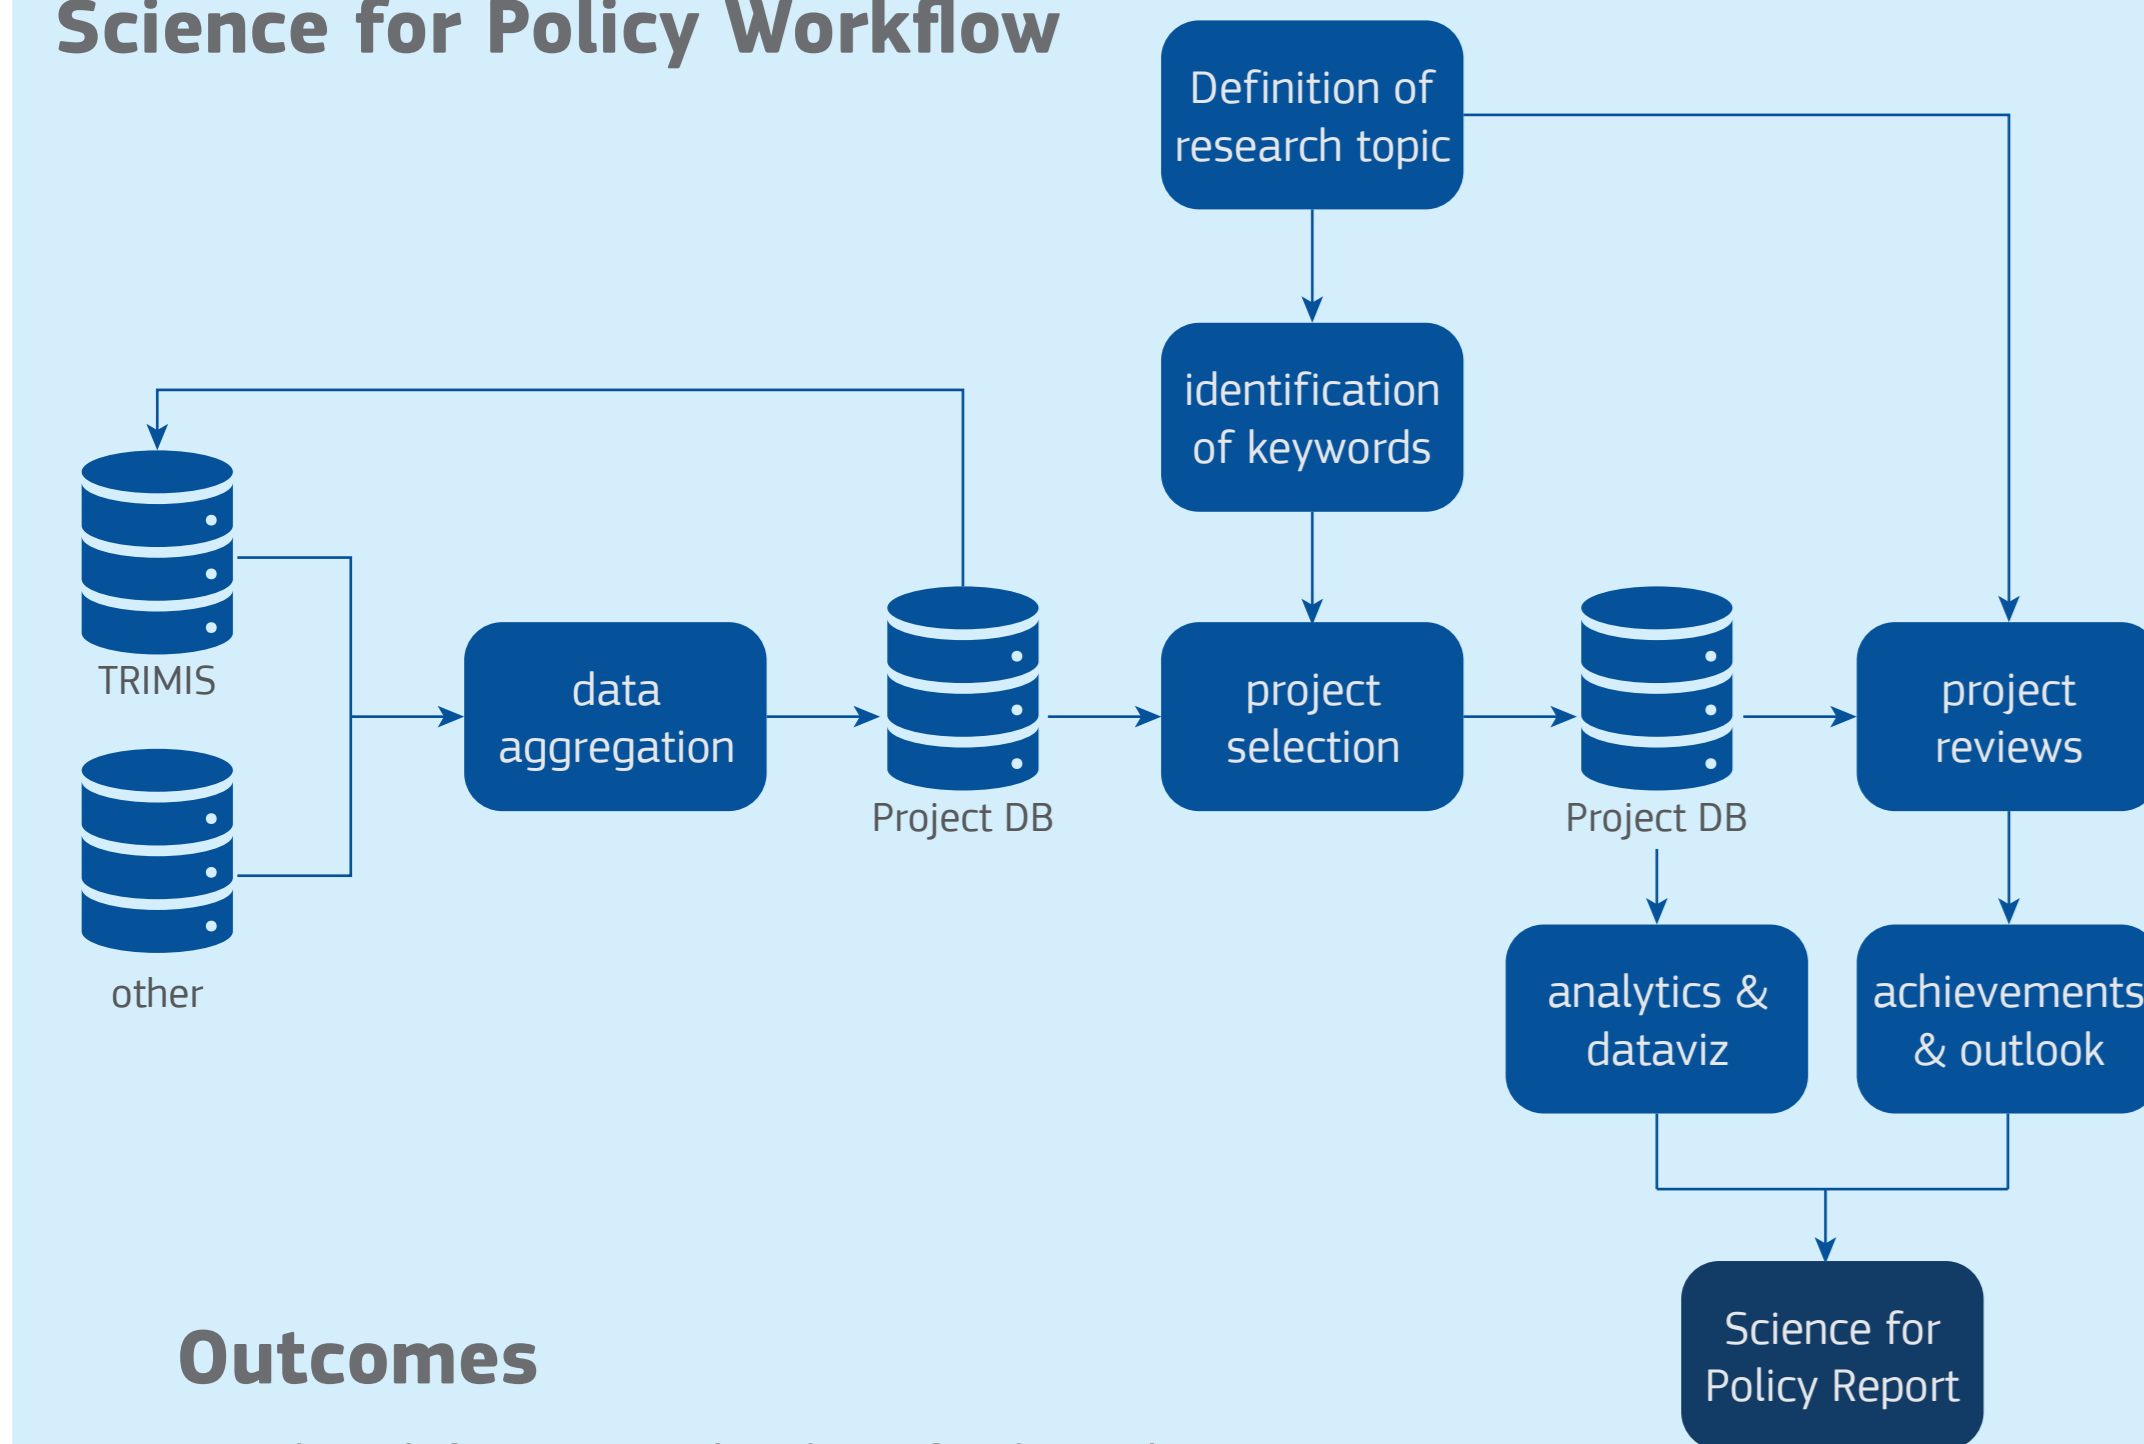 Science for Policy Workflow
Definition of
research topic
identification
of keywords
TRIMIS
other
data
aggregation
Project DB
project
selection
Project DB
project
reviews
analytics &
dataviz
achievements
& outlook
Science for
Policy Report
Outcomes